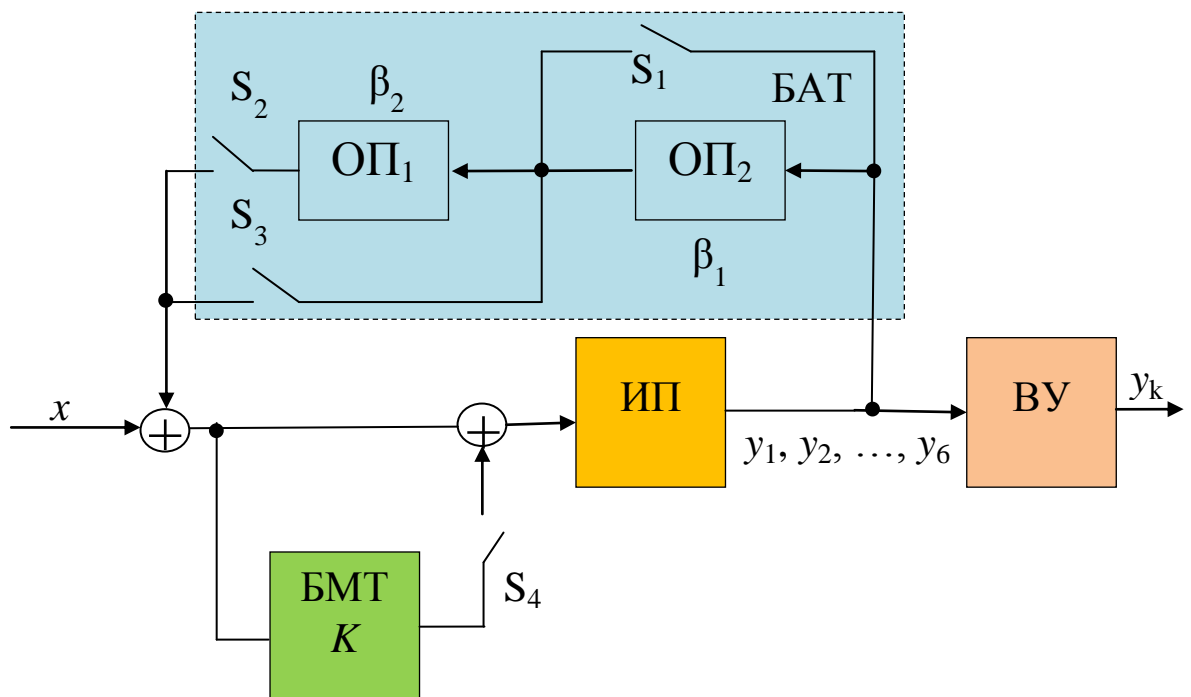 S₁
БАТ
S₂
β₂
ОП₁
ОП₂
S₃
β₁
x
+
+
ИП
ВУ
yₖ
y₁, y₂, …, y₆
БМТ
K
S₄